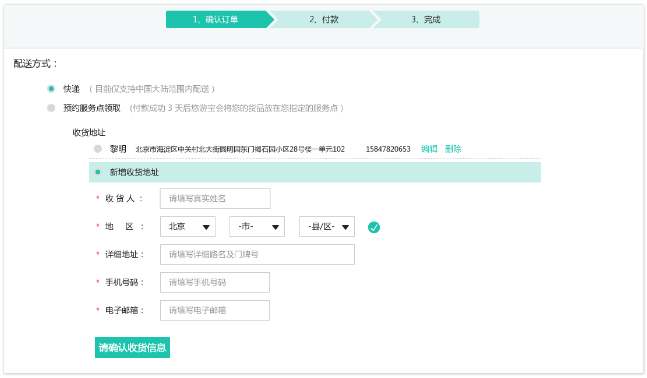 1、确认订单
2、付款
3、完成
配送方式：
快递 （ 目前仅支持中国大陆范围内配送 ）
预约服务点领取 (付款成功 3 天后您游宝会将您的货品放在您指定的服务点 )
收货地址
黎明 北京市海淀区中关村北大街圆明园东门 石园小区28号楼一单元102 15847820653 编辑 删除
新增收货地址
* 收 货 人 ： 请填写真实姓名
* 地 区 ： 北京 -市- -县/区-
* 详细地址： 请填写详细路名及门牌号
* 手机号码： 请填写手机号码
* 电子邮箱： 请填写电子邮箱
请确认收货信息